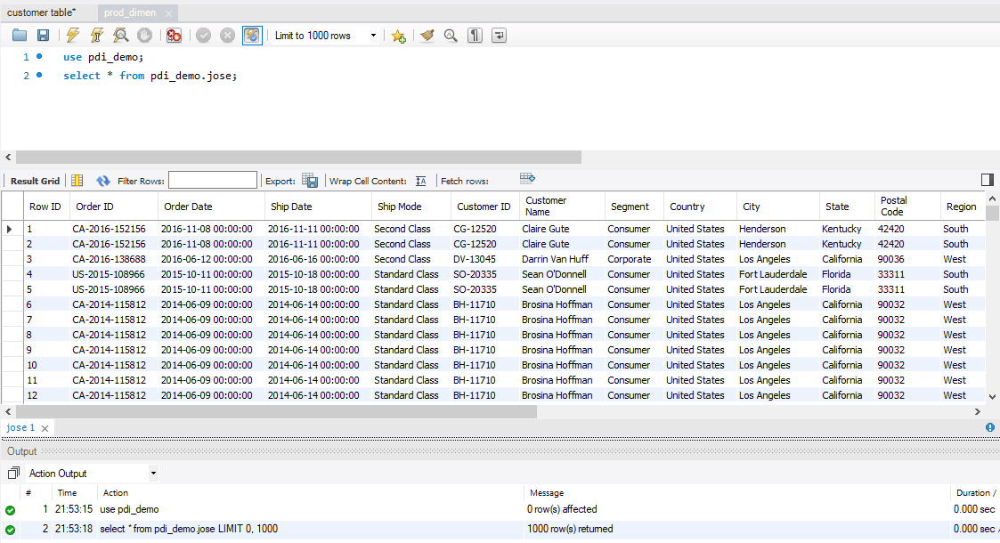 customer table* prod_dimen
Limit to 1000 rows
1 use pdi_demo;
2 select * from pdi_demo.jose;
Result Grid Filter Rows: Export: Wrap Cell Content: Fetch rows:
Row ID Order ID Order Date Ship Date Ship Mode Customer ID Customer Name Segment Country City State Postal Code Region
1 CA-2016-152156 2016-11-08 00:00:00 2016-11-11 00:00:00 Second Class CG-12520 Claire Gute Consumer United States Henderson Kentucky 42420 South
2 CA-2016-152156 2016-11-08 00:00:00 2016-11-11 00:00:00 Second Class CG-12520 Claire Gute Consumer United States Henderson Kentucky 42420 South
3 CA-2016-138688 2016-06-12 00:00:00 2016-06-16 00:00:00 Second Class DV-13045 Darrin Van Huff Corporate United States Los Angeles California 90036 West
4 US-2015-108966 2015-10-11 00:00:00 2015-10-18 00:00:00 Standard Class SO-20335 Sean O'Donnell Consumer United States Fort Lauderdale Florida 33311 South
5 US-2015-108966 2015-10-11 00:00:00 2015-10-18 00:00:00 Standard Class SO-20335 Sean O'Donnell Consumer United States Fort Lauderdale Florida 33311 South
6 CA-2014-115812 2014-06-09 00:00:00 2014-06-14 00:00:00 Standard Class BH-11710 Brosina Hoffman Consumer United States Los Angeles California 90032 West
7 CA-2014-115812 2014-06-09 00:00:00 2014-06-14 00:00:00 Standard Class BH-11710 Brosina Hoffman Consumer United States Los Angeles California 90032 West
8 CA-2014-115812 2014-06-09 00:00:00 2014-06-14 00:00:00 Standard Class BH-11710 Brosina Hoffman Consumer United States Los Angeles California 90032 West
9 CA-2014-115812 2014-06-09 00:00:00 2014-06-14 00:00:00 Standard Class BH-11710 Brosina Hoffman Consumer United States Los Angeles California 90032 West
10 CA-2014-115812 2014-06-09 00:00:00 2014-06-14 00:00:00 Standard Class BH-11710 Brosina Hoffman Consumer United States Los Angeles California 90032 West
11 CA-2014-115812 2014-06-09 00:00:00 2014-06-14 00:00:00 Standard Class BH-11710 Brosina Hoffman Consumer United States Los Angeles California 90032 West
12 CA-2014-115812 2014-06-09 00:00:00 2014-06-14 00:00:00 Standard Class BH-11710 Brosina Hoffman Consumer United States Los Angeles California 90032 West
jose 1
Output
Action Output
# Time Action Message Duration /
1 21:53:15 use pdi_demo 0 row(s) affected 0.000 sec
2 21:53:18 select * from pdi_demo.jose LIMIT 0, 1000 1000 row(s) returned 0.000 sec /